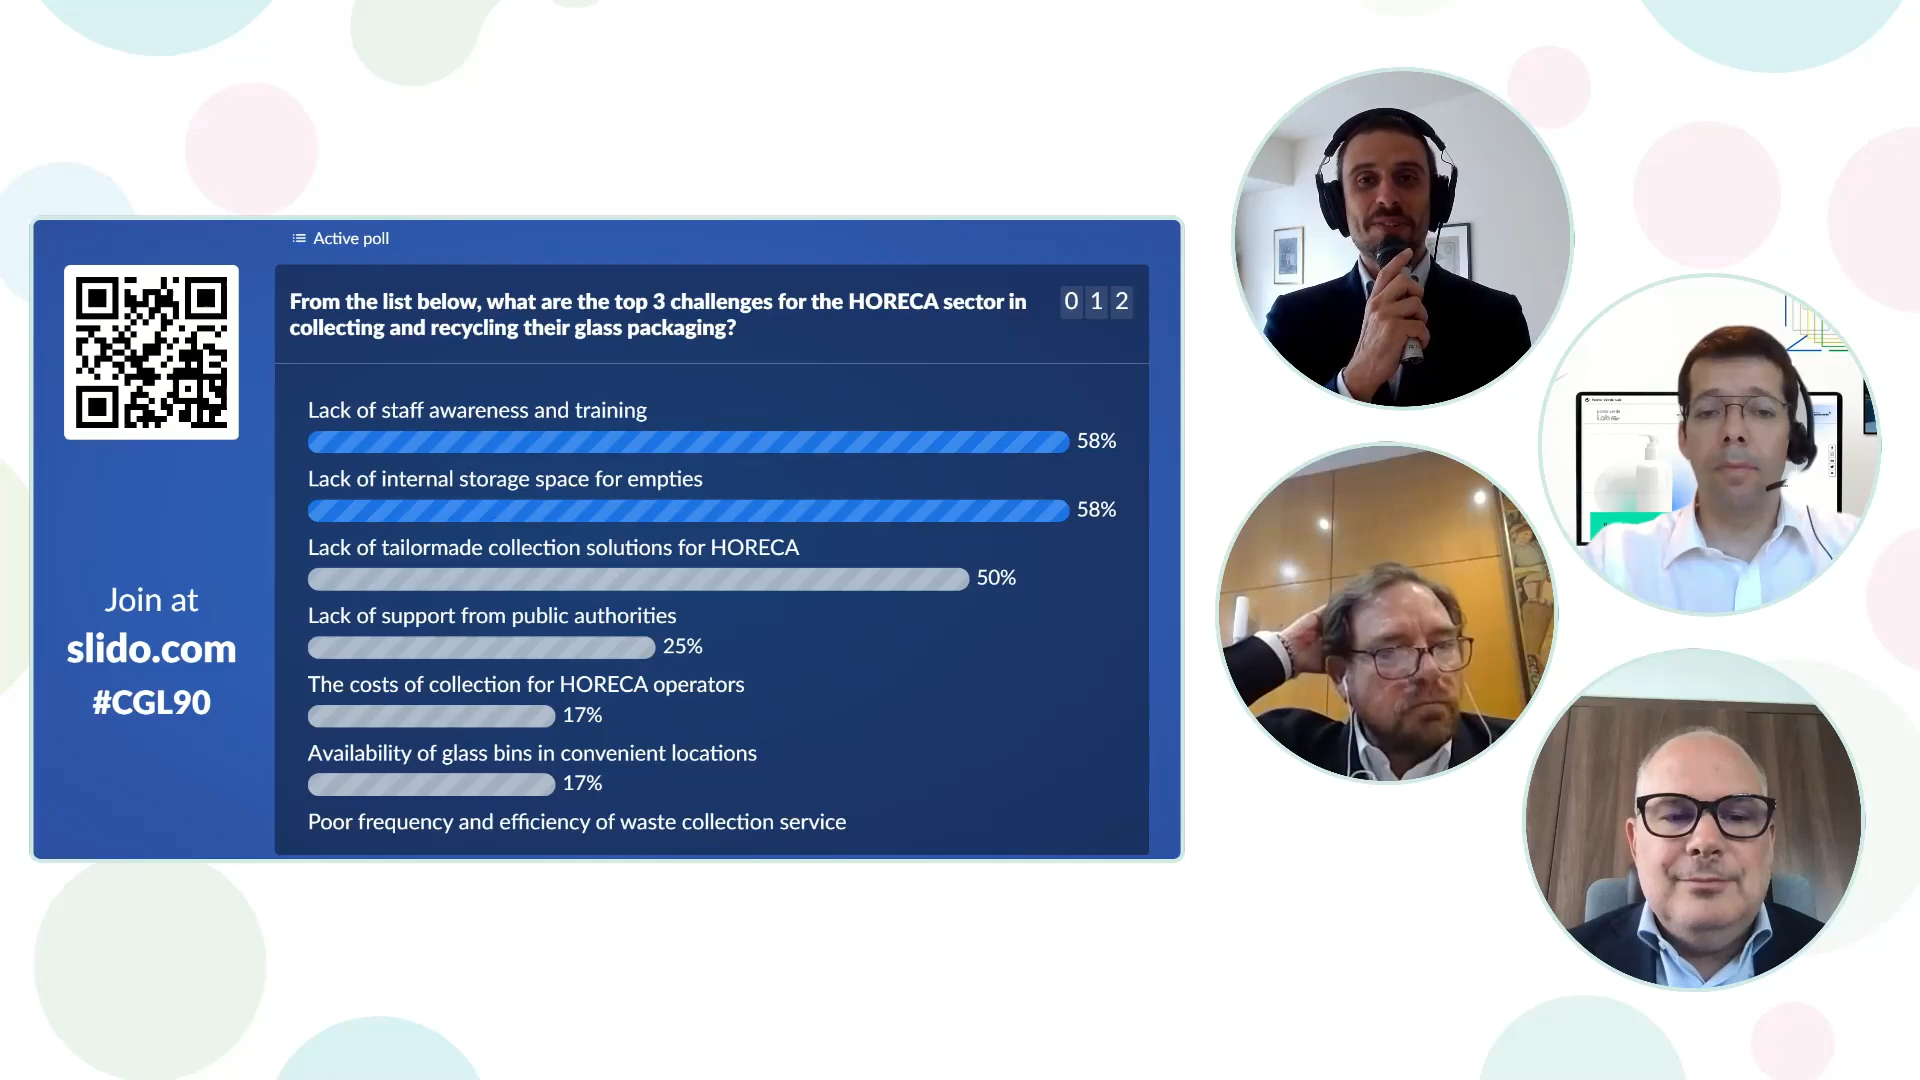 Active poll
From the list below, what are the top 3 challenges for the HORECA sector in
collecting and recycling their glass packaging?
012
Lack of staff awareness and training
58%
Lack of internal storage space for empties
58%
Lack of tailormade collection solutions for HORECA
50%
Lack of support from public authorities
25%
The costs of collection for HORECA operators
17%
Availability of glass bins in convenient locations
17%
Poor frequency and efficiency of waste collection service
Join at
slido.com
#CGL90
Lab